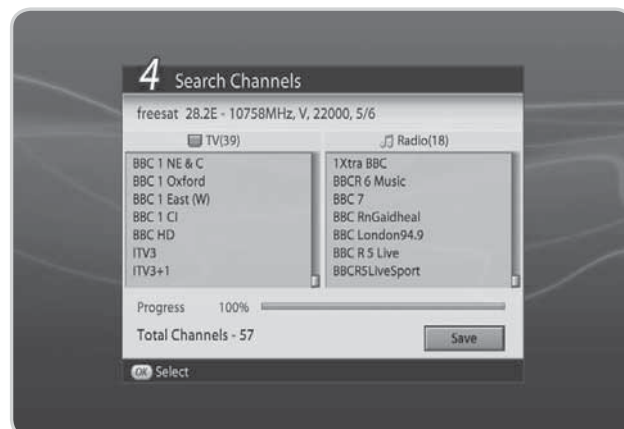 4 Search Channels
freesat 28.2E - 10758MHz, V, 22000, 5/6
TV(39)
BBC 1 NE & C
BBC 1 Oxford
BBC 1 East (W)
BBC 1 CI
BBC HD
ITV3
ITV3+1
Radio(18)
1Xtra BBC
BBCR 6 Music
BBC 7
BBC RnGaidheal
BBC London94.9
BBC R 5 Live
BBCR5LiveSport
Progress 100%
Total Channels - 57
Save
OK Select